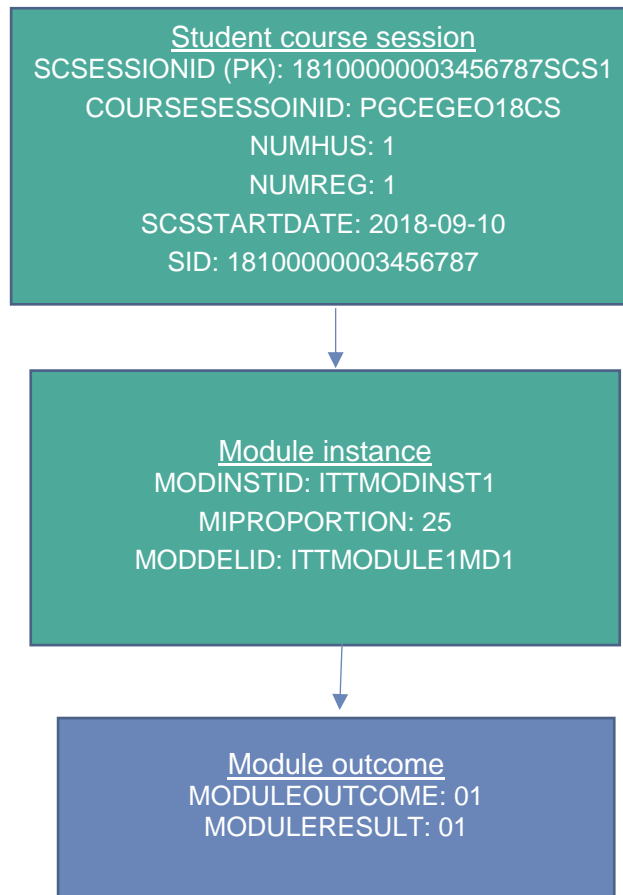 Student course session
SCSESSIONID (PK): 18100000003456787SCS1
COURSESESSOINID: PGCEGEO18CS
NUMHUS: 1
NUMREG: 1
SCSSTARTDATE: 2018-09-10
SID: 18100000003456787
Module instance
MODINSTID: ITTMODINST1
MIPROPORTION: 25
MODDELID: ITTMODULE1MD1
Module outcome
MODULEOUTCOME: 01
MODULERESULT: 01